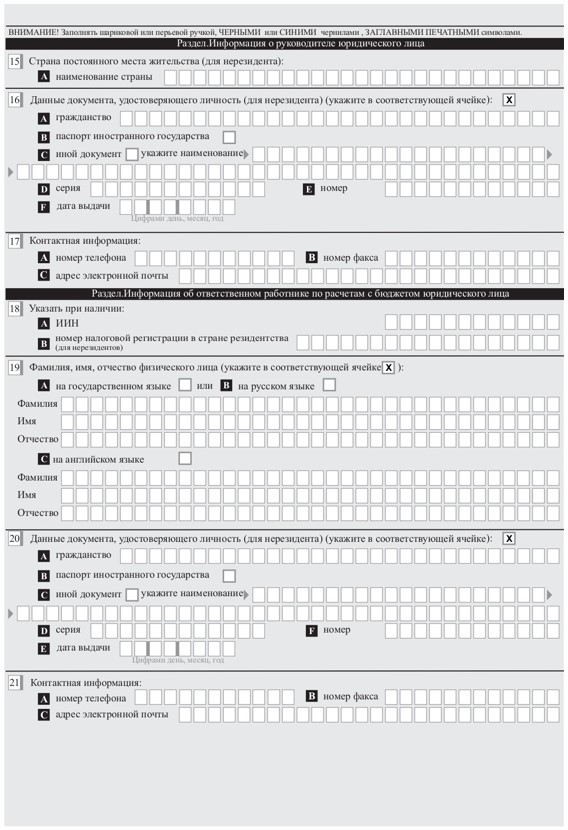 ВНИМАНИЕ! Заполнять шариковой или перьевой ручкой, ЧЕРНЫМИ или СИНИМИ чернилами , ЗАГЛАВНЫМИ ПЕЧАТНЫМИ символами.
Раздел.Информация о руководителе юридического лица
15 Страна постоянного места жительства (для нерезидента):
A наименование страны
16 Данные документа, удостоверяющего личность (для нерезидента) (укажите в соответствующей ячейке): X
A гражданство
B паспорт иностранного государства
C иной документ укажите наименование
D серия E номер
F дата выдачи
Цифрами день, месяц, год
17 Контактная информация:
A номер телефона B номер факса
C адрес электронной почты
Раздел.Информация об ответственном работнике по расчетам с бюджетом юридического лица
18 Указать при наличии:
A ИИН
B номер налоговой регистрации в стране резидентства
(для нерезидентов)
19 Фамилия, имя, отчество физического лица (укажите в соответствующей ячейке X ):
A на государственном языке или B на русском языке
Фамилия
Имя
Отчество
C на английском языке
Фамилия
Имя
Отчество
20 Данные документа, удостоверяющего личность (для нерезидента) (укажите в соответствующей ячейке): X
A гражданство
B паспорт иностранного государства
C иной документ укажите наименование
D серия F номер
E дата выдачи
Цифрами день, месяц, год
21 Контактная информация:
A номер телефона B номер факса
C адрес электронной почты